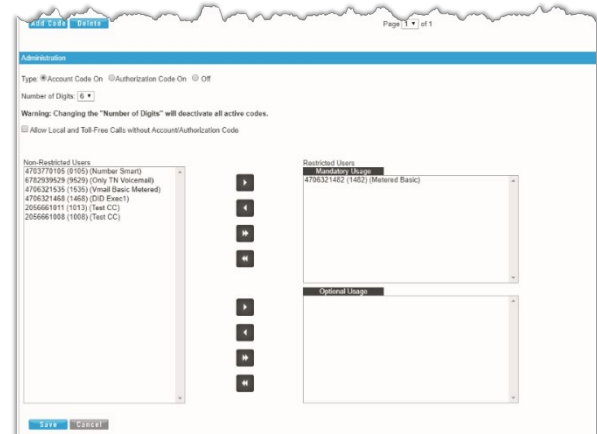 Add Code Delete Page 1 of 1
Administration
Type: Account Code On Authorization Code On Off
Number of Digits: 6
Warning: Changing the "Number of Digits" will deactivate all active codes.
Allow Local and Toll-Free Calls without Account/Authorization Code
Non-Restricted Users
4703770105 (0105) (Number Smart)
6782939529 (9529) (Only TN Voicemail)
4706321535 (1535) (Vmail Basic Metered)
4706321468 (1468) (DID Exec1)
2056661011 (1013) (Test CC)
2056661008 (1008) (Test CC)
Restricted Users
Mandatory Usage
4706321482 (1482) (Metered Basic)
Optional Usage
Save Cancel